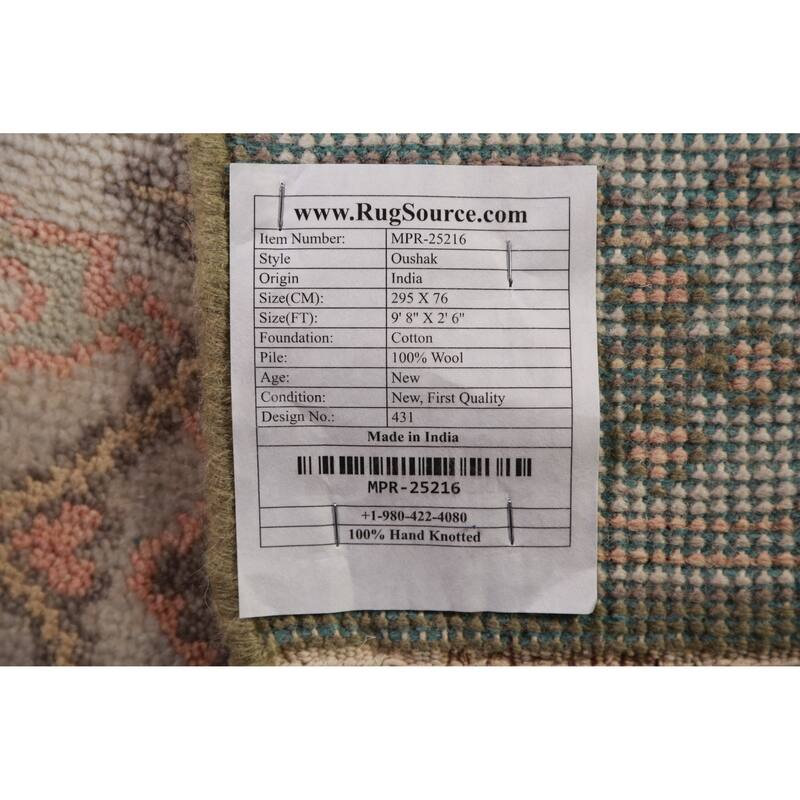 www.RugSource.com
Item Number: MPR-25216
Style Oushak
Origin India
Size(CM): 295 X 76
Size(FT): 9' 8" X 2' 6"
Foundation: Cotton
Pile: 100% Wool
Age: New
Condition: New, First Quality
Design No.: 431
Made in India
MPR-25216
+1-980-422-4080
100% Hand Knotted